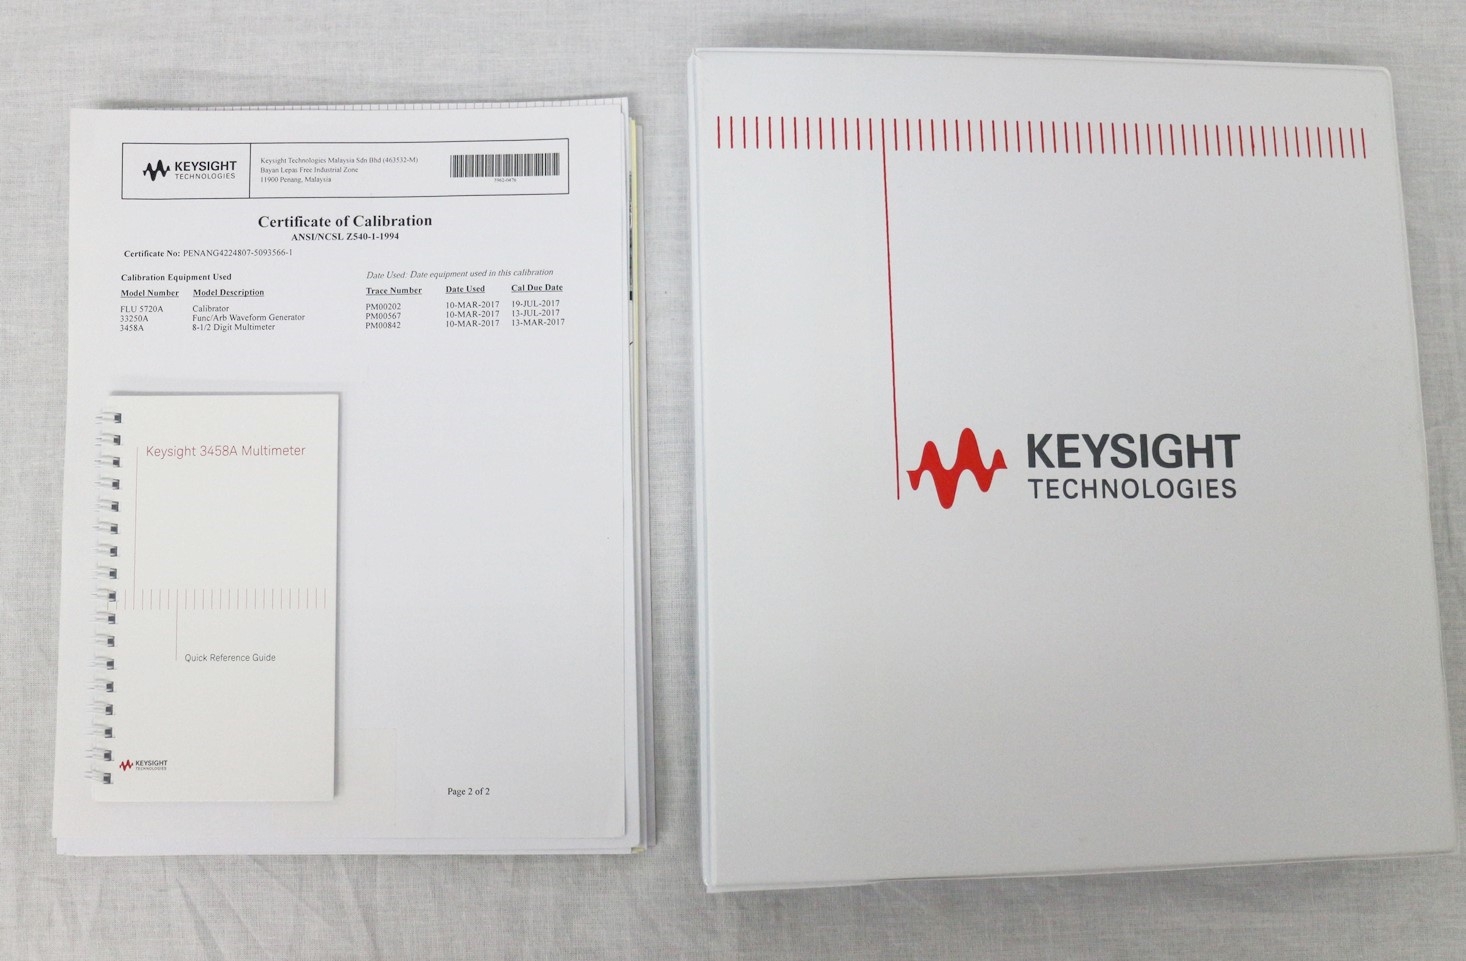 KEYSIGHT
TECHNOLOGIES
Keysight Technologies Malaysia Sdn Bhd (463532-M)
Bayan Lepas Free Industrial Zone
11900 Penang, Malaysia
Certificate of Calibration
ANSI/NCSL Z540-1-1994
Certificate No: PENANG4224807-5093566-1
Calibration Equipment Used
Date Used: Date equipment used in this calibration
Model Number Model Description Trace Number Date Used Cal Due Date
FLU 5720A Calibrator PM00202 10-MAR-2017 19-JUL-2017
33250A Func/Arb Waveform Generator PM00567 10-MAR-2017 13-JUL-2017
3458A 8-1/2 Digit Multimeter PM00842 10-MAR-2017 13-MAR-2017
Keysight 3458A Multimeter
Quick Reference Guide
KEYSIGHT
TECHNOLOGIES
Page 2 of 2
KEYSIGHT
TECHNOLOGIES